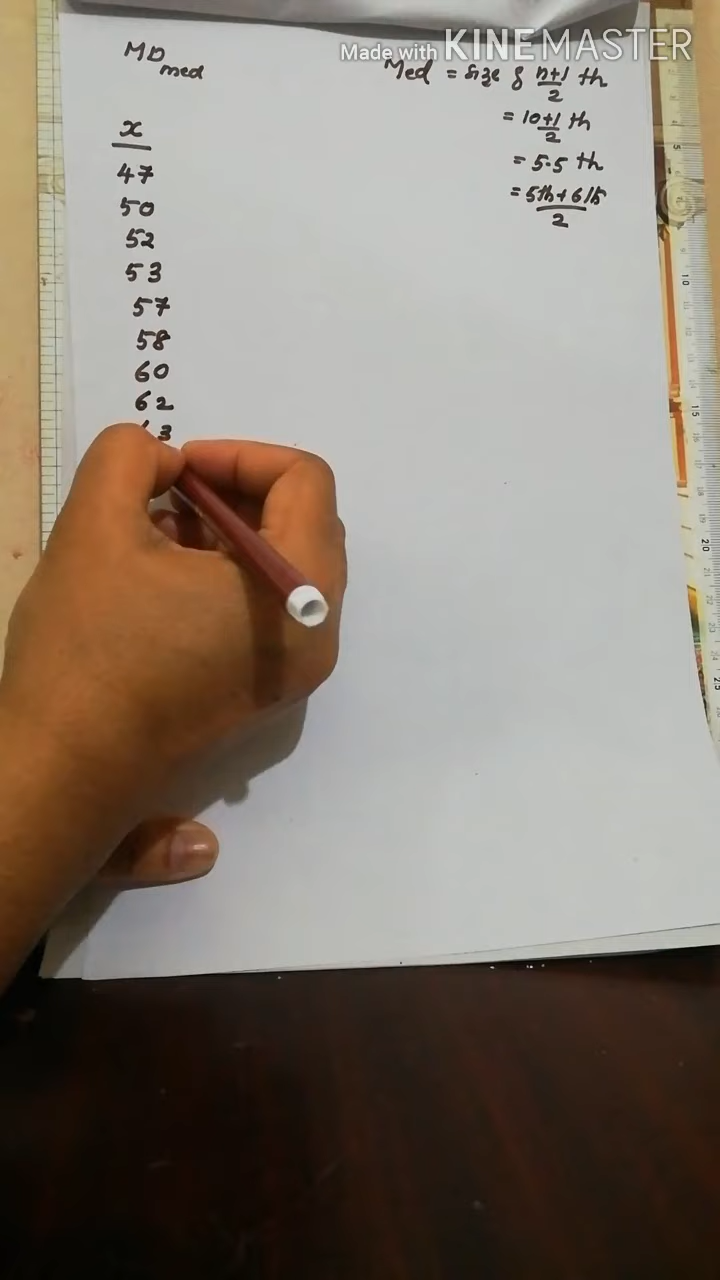 Made with KINEMASTER
MD med
Med = size of n+1/2 th
= 10+1/2 th
= 5.5 th
= 5th+6th/2
x
47
50
52
53
57
58
60
62
3